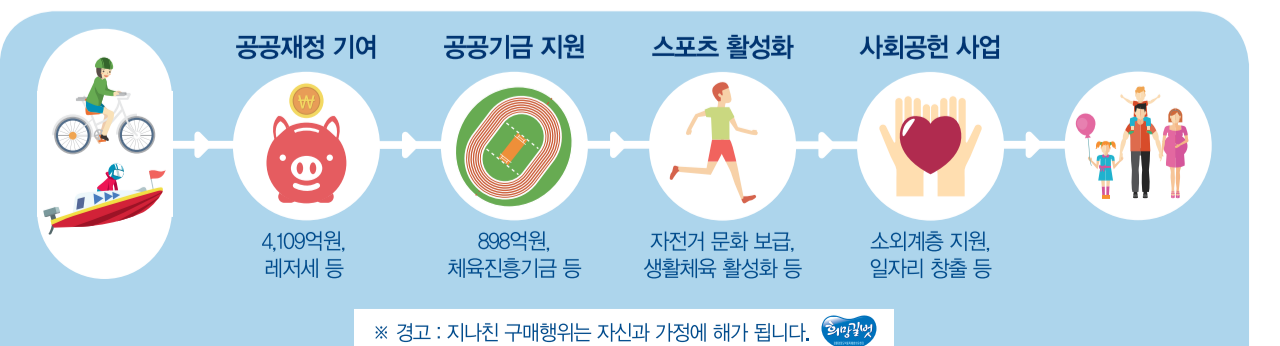 공공재정 기여
공공기금 지원
스포츠 활성화
사회공헌 사업
₩
4,109억원,
레저세 등
898억원,
체육진흥기금 등
자전거 문화 보급,
생활체육 활성화 등
소외계층 지원,
일자리 창출 등
※ 경고 : 지나친 구매행위는 자신과 가정에 해가 됩니다.
희망길벗